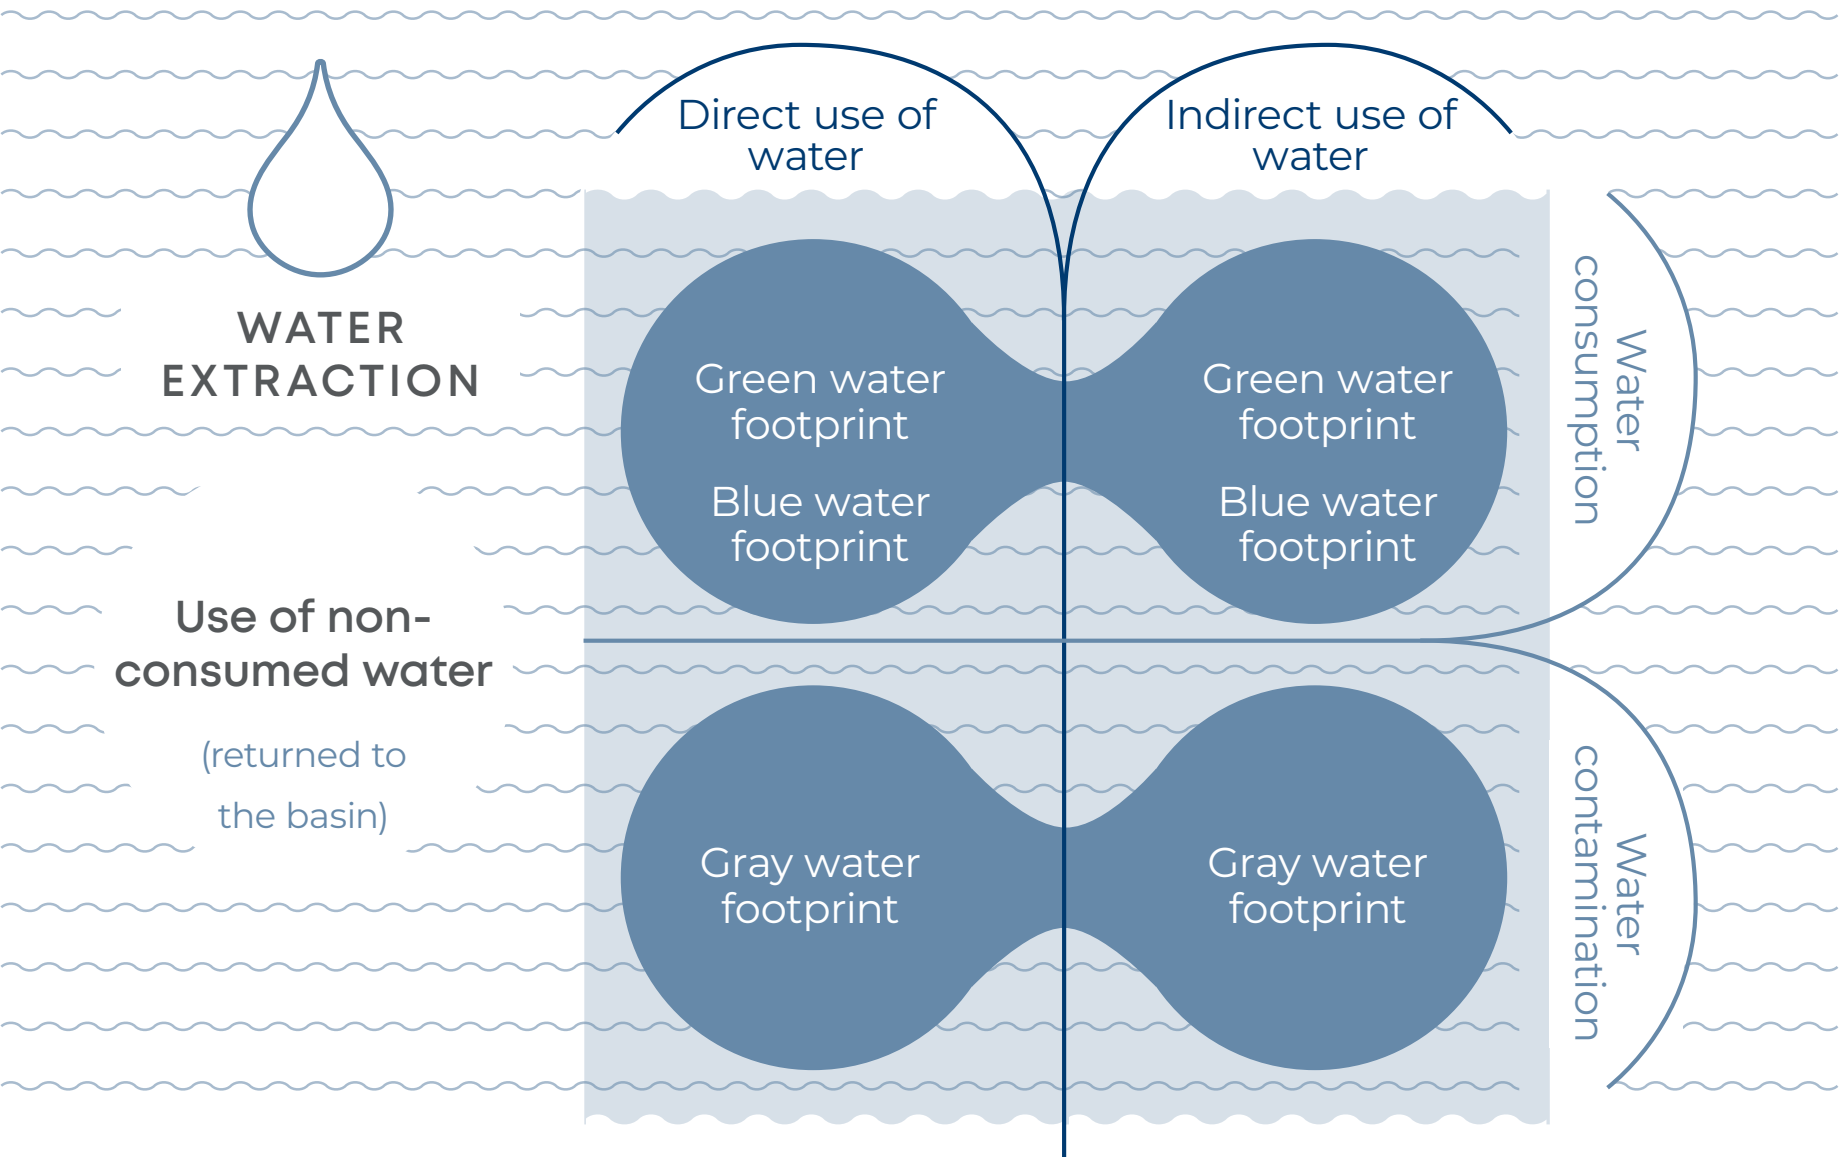 Direct use of
water
Indirect use of
water
WATER
EXTRACTION
Green water
footprint
Blue water
footprint
Green water
footprint
Blue water
footprint
Water
consumption
Use of non-
consumed water
(returned to
the basin)
Gray water
footprint
Gray water
footprint
Water
contamination